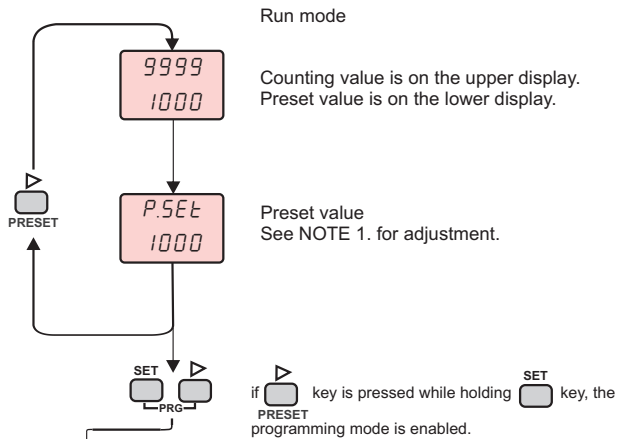 Run mode
9999
1000
Counting value is on the upper display.
Preset value is on the lower display.
PRESET
P.SEt
1000
Preset value
See NOTE 1. for adjustment.
SET
PRG
if PRESET key is pressed while holding SET key, the
programming mode is enabled.